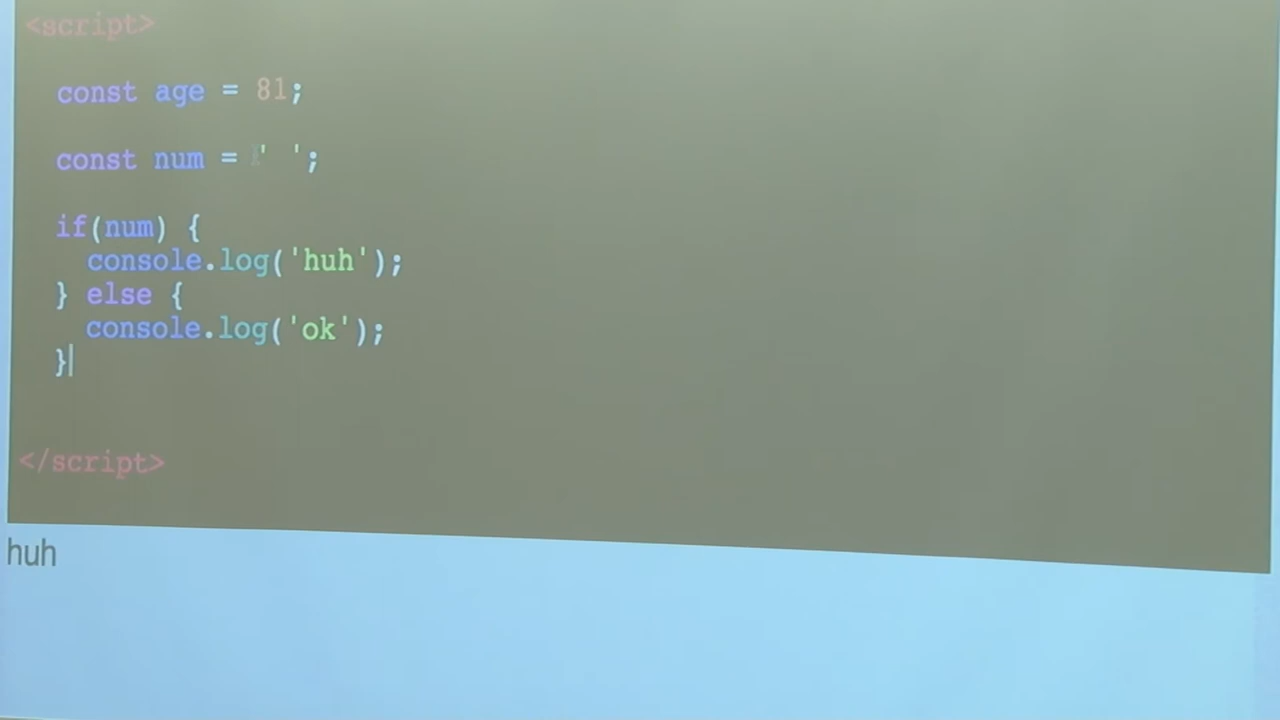 <script>
const age = 81;
const num = ' ';
if(num) {
console.log('huh');
} else {
console.log('ok');
}
</script>
huh